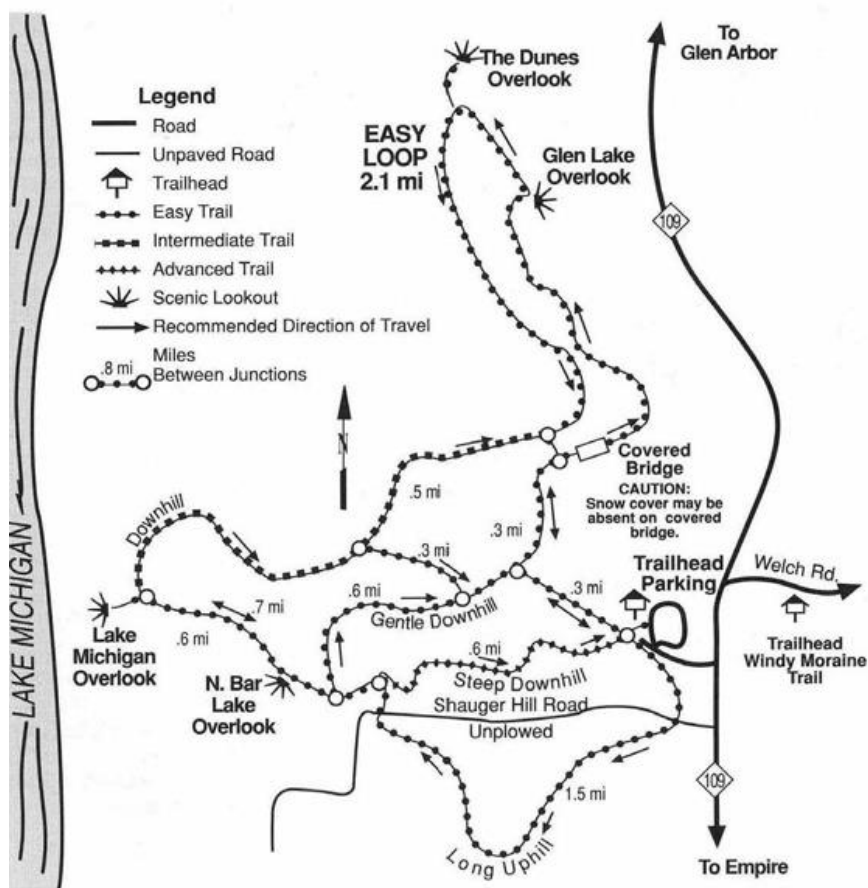 To
Glen Arbor
The Dunes
Overlook
Legend
Road
Unpaved Road
Trailhead
Easy Trail
Intermediate Trail
Advanced Trail
Scenic Lookout
Recommended Direction of Travel
.8 mi
Miles
Between Junctions
EASY
LOOP
2.1 mi
Glen Lake
Overlook
109
N
Covered
Bridge
CAUTION:
Snow cover may be
absent on covered
bridge.
.5 mi
Downhill
.3 mi
.3 mi
LAKE MICHIGAN
Trailhead
Parking
Welch Rd.
.3 mi
.6 mi
Gentle Downhill
.7 mi
.6 mi
Lake
Michigan
Overlook
Trailhead
Windy Moraine
Trail
.6 mi
Steep Downhill
N. Bar
Lake
Overlook
Shauger Hill Road
Unplowed
109
1.5 mi
Long Uphill
To Empire